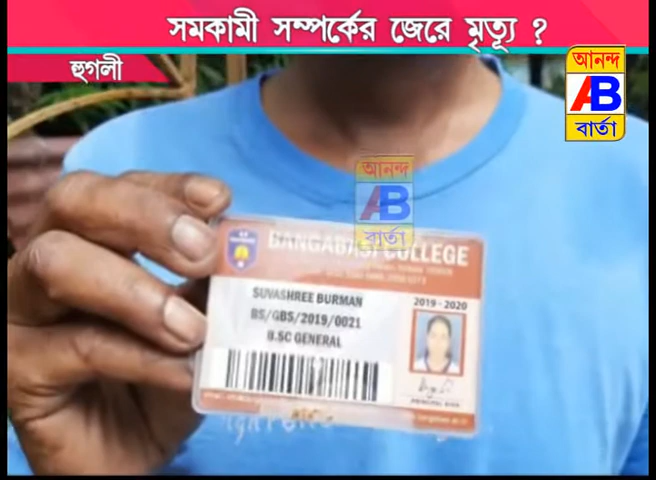 সমকামী সম্পর্কের জেরে মৃত্যূ ?
হুগলী
আনন্দ
AB
বার্তা
আনন্দ
AB
বার্তা
BANGABASI COLLEGE
SUVASHREE BURMAN
BS/GBS/2019/0021
B.SC GENERAL
2019 - 2020